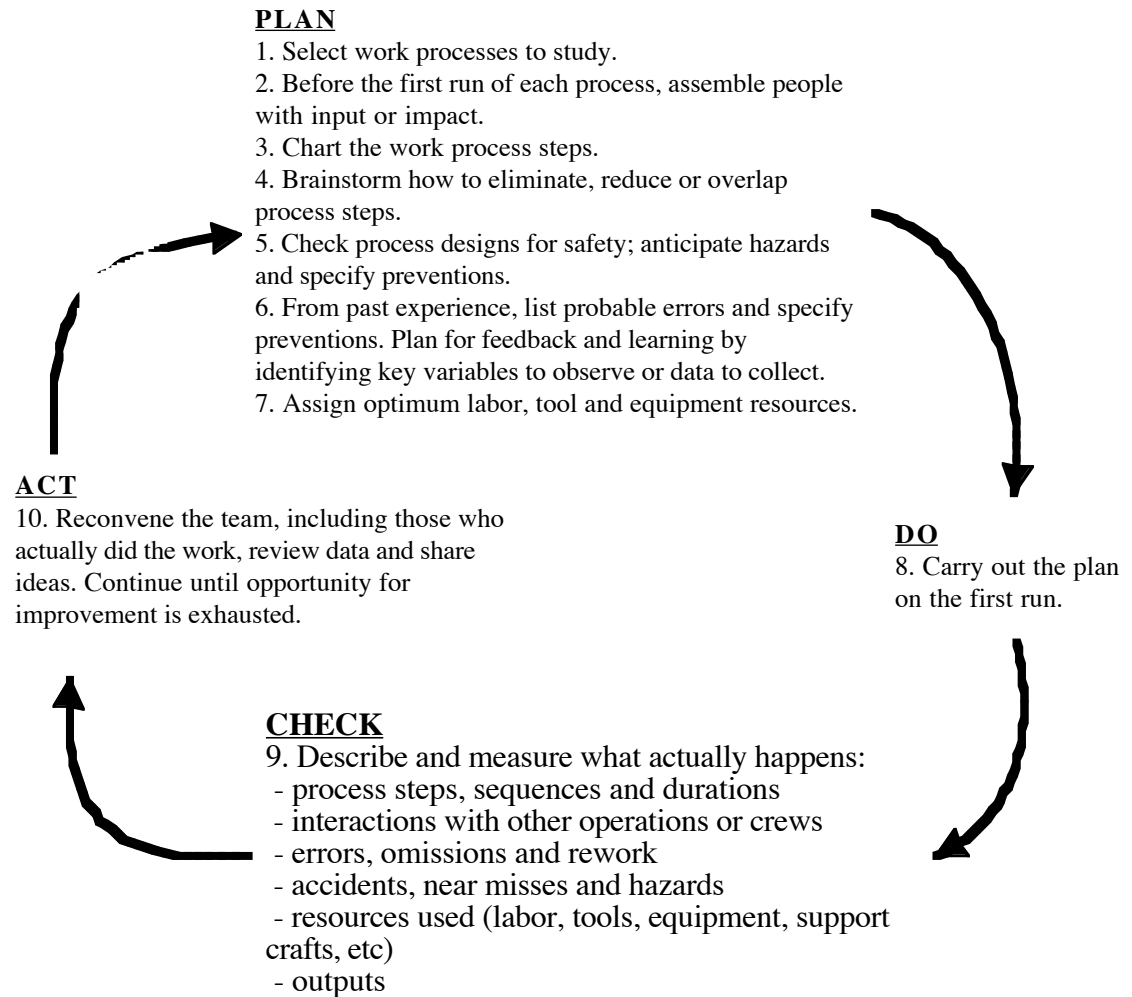 PLAN
1. Select work processes to study.
2. Before the first run of each process, assemble people
with input or impact.
3. Chart the work process steps.
4. Brainstorm how to eliminate, reduce or overlap
process steps.
5. Check process designs for safety; anticipate hazards
and specify preventions.
6. From past experience, list probable errors and specify
preventions. Plan for feedback and learning by
identifying key variables to observe or data to collect.
7. Assign optimum labor, tool and equipment resources.
DO
8. Carry out the plan
on the first run.
CHECK
9. Describe and measure what actually happens:
- process steps, sequences and durations
- interactions with other operations or crews
- errors, omissions and rework
- accidents, near misses and hazards
- resources used (labor, tools, equipment, support
crafts, etc)
- outputs
ACT
10. Reconvene the team, including those who
actually did the work, review data and share
ideas. Continue until opportunity for
improvement is exhausted.